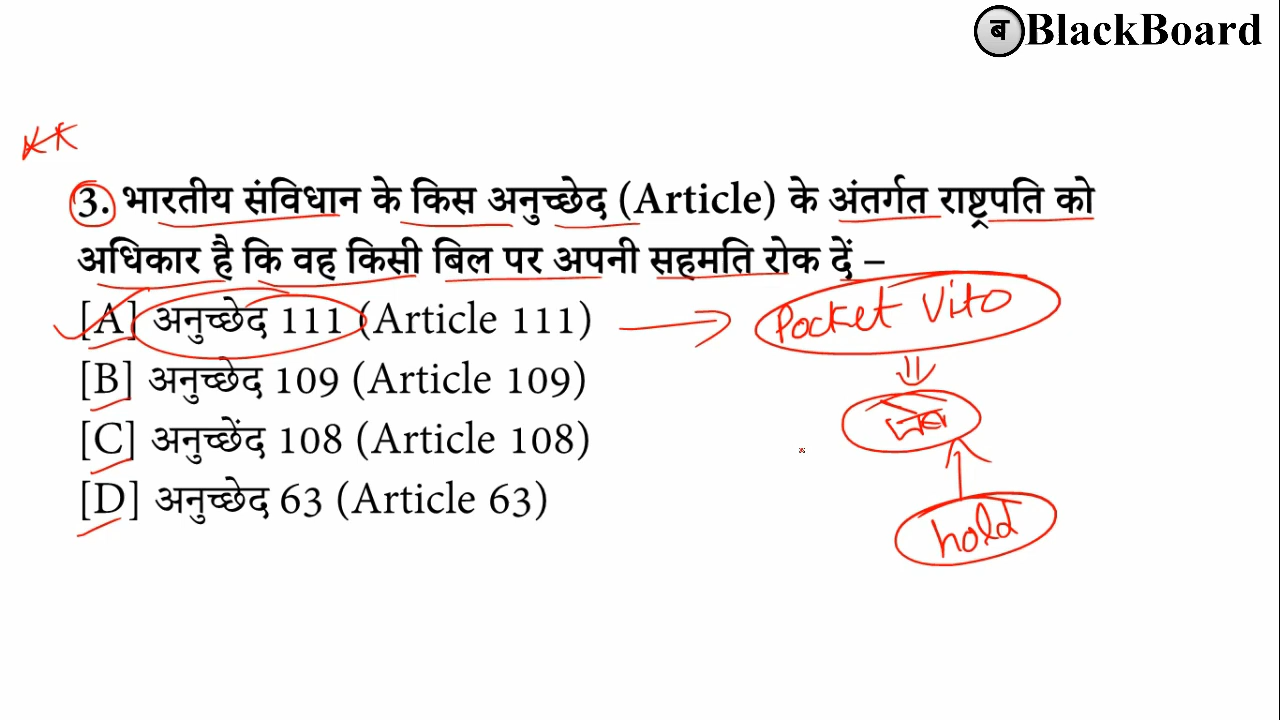 ब BlackBoard
3. भारतीय संविधान के किस अनुच्छेद (Article) के अंतर्गत राष्ट्रपति को
अधिकार है कि वह किसी बिल पर अपनी सहमति रोक दें –
[A] अनुच्छेद 111 (Article 111)
Pocket Vito
[B] अनुच्छेद 109 (Article 109)
जेब
[C] अनुच्छेंद 108 (Article 108)
[D] अनुच्छेद 63 (Article 63)
hold